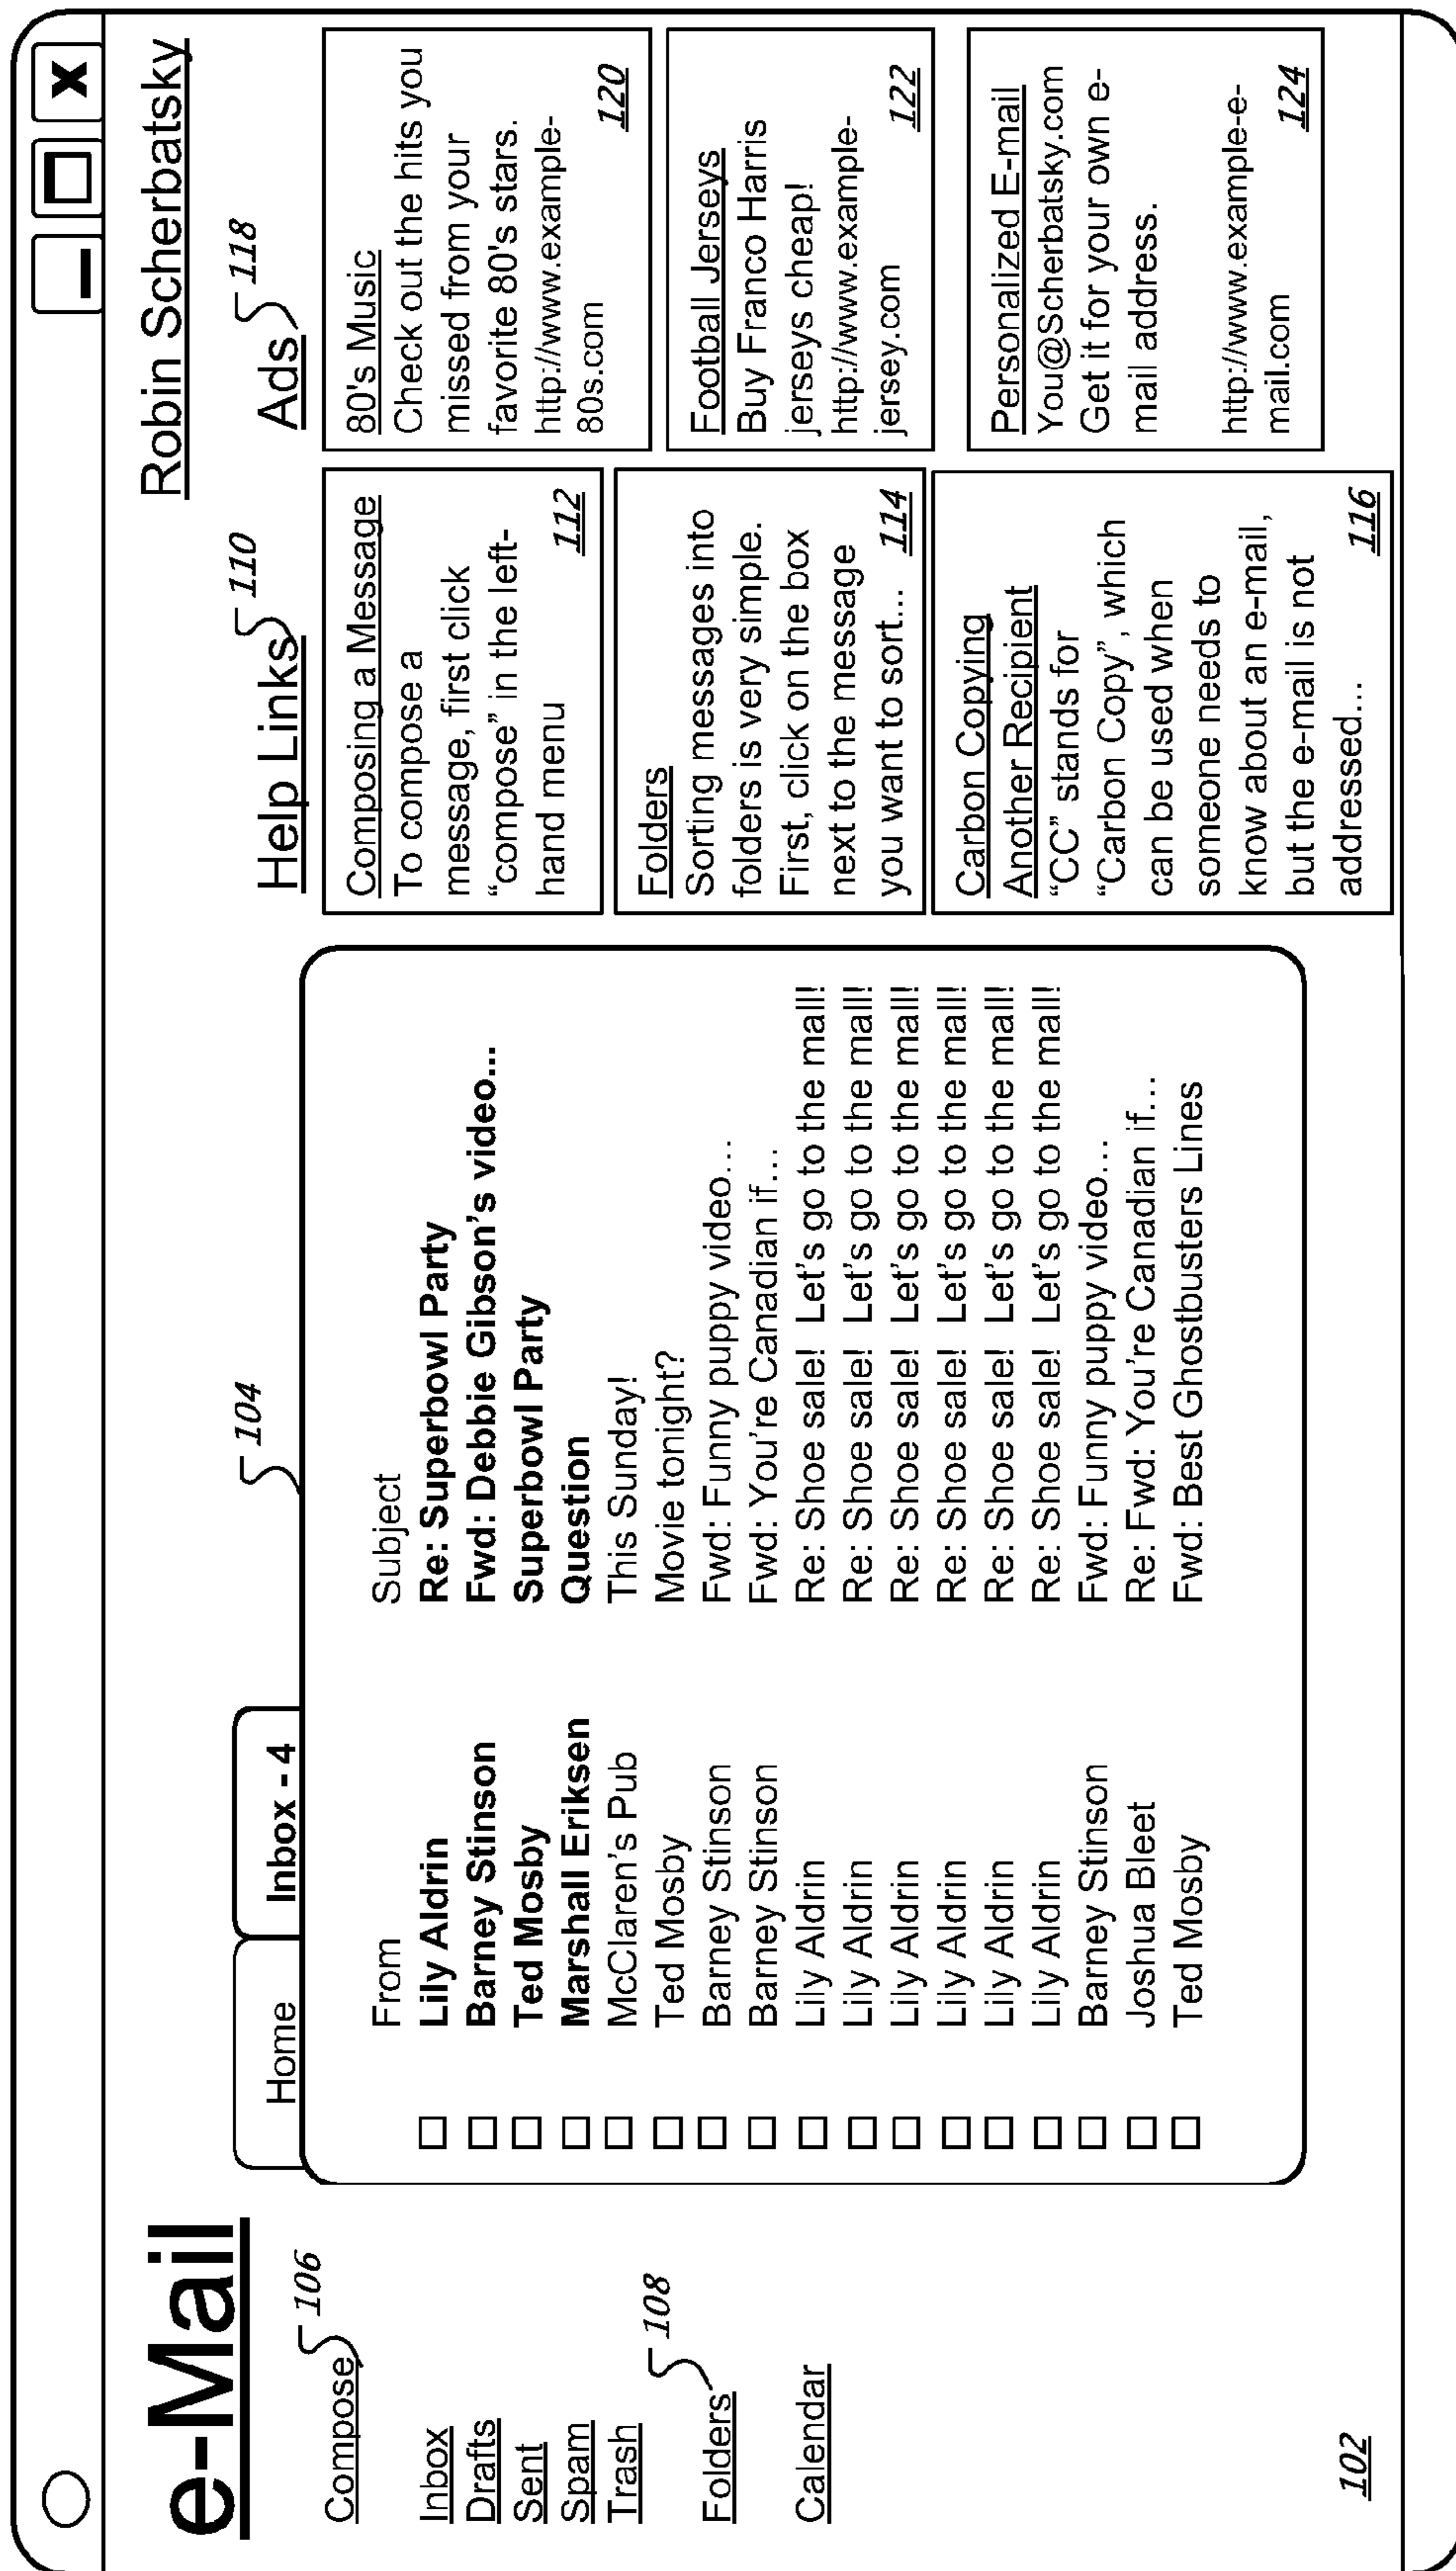 X
Robin Scherbatsky
e-Mail
106
Compose
Inbox
Drafts
Sent
Spam
Trash
108
Folders
Calendar
102
Home
Inbox - 4
104
From Subject
Lily Aldrin Re: Superbowl Party
Barney Stinson Fwd: Debbie Gibson's video...
Ted Mosby Superbowl Party
Marshall Eriksen Question
McClaren's Pub This Sunday!
Ted Mosby Movie tonight?
Barney Stinson Fwd: Funny puppy video...
Barney Stinson Fwd: You're Canadian if...
Lily Aldrin Re: Shoe sale! Let's go to the mall!
Lily Aldrin Re: Shoe sale! Let's go to the mall!
Lily Aldrin Re: Shoe sale! Let's go to the mall!
Lily Aldrin Re: Shoe sale! Let's go to the mall!
Lily Aldrin Re: Shoe sale! Let's go to the mall!
Lily Aldrin Re: Shoe sale! Let's go to the mall!
Barney Stinson Fwd: Funny puppy video...
Joshua Bleet Re: Fwd: You're Canadian if...
Ted Mosby Fwd: Best Ghostbusters Lines
Help Links
110
Composing a Message
To compose a
message, first click
“compose” in the left-
hand menu
112
Folders
Sorting messages into
folders is very simple.
First, click on the box
next to the message
you want to sort...
114
Carbon Copying
Another Recipient
“CC” stands for
“Carbon Copy”, which
can be used when
someone needs to
know about an e-mail,
but the e-mail is not
addressed...
116
Ads
118
80's Music
Check out the hits you
missed from your
favorite 80's stars.
http://www.example-
80s.com
120
Football Jerseys
Buy Franco Harris
jerseys cheap!
http://www.example-
jersey.com
122
Personalized E-mail
You@Scherbatsky.com
Get it for your own e-
mail address.
http://www.example-e-
mail.com
124